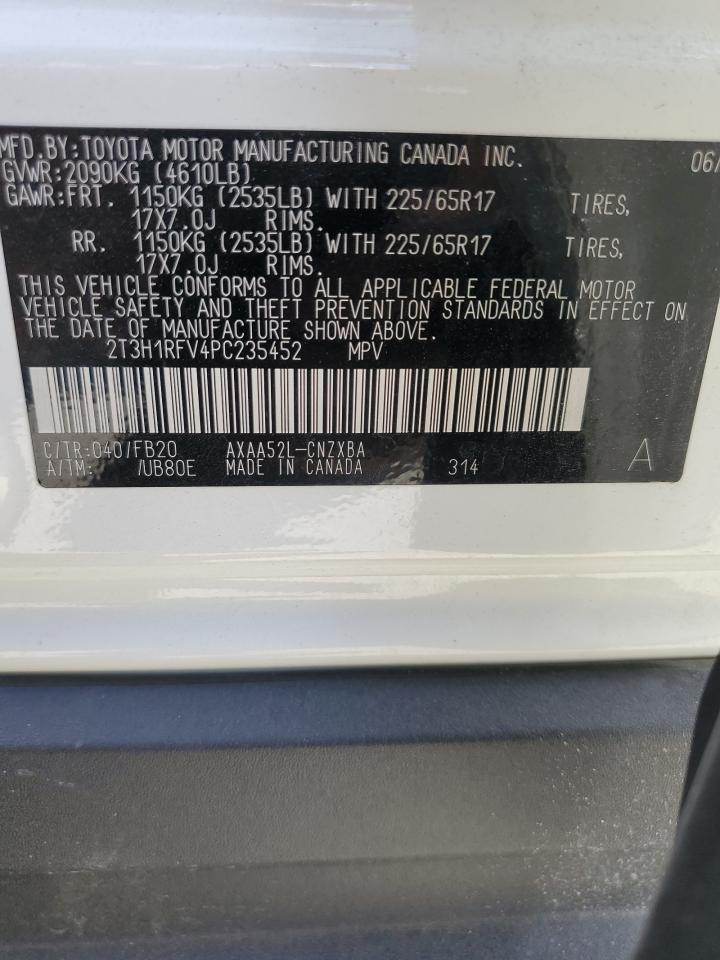 MFD.BY:TOYOTA MOTOR MANUFACTURING CANADA INC. 06/
GVWR:2090KG (4610LB)
GAWR:FRT. 1150KG (2535LB) WITH 225/65R17 TIRES,
17X7.0J RIMS.
RR. 1150KG (2535LB) WITH 225/65R17 TIRES,
17X7.0J RIMS.
THIS VEHICLE CONFORMS TO ALL APPLICABLE FEDERAL MOTOR
VEHICLE SAFETY AND THEFT PREVENTION STANDARDS IN EFFECT ON
THE DATE OF MANUFACTURE SHOWN ABOVE.
2T3H1RFV4PC235452 MPV
C/TR:040/FB20 AXAA52L-CNZXBA
A/TM: /UB80E MADE IN CANADA 314 A